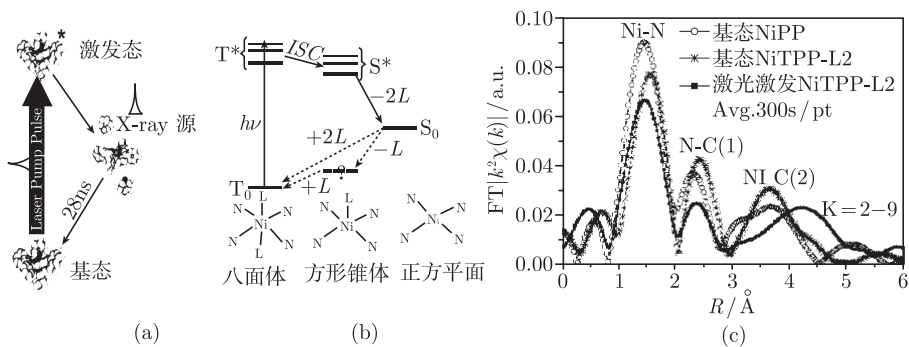 激发态
*
X-ray 源
Laser Pump Pulse
28ns
基态
(a)
T*
ISC
S*
-2L
hν
+2L
S₀
-L
?
+L
T₀
L
N
N
Ni
N
N
L
L
N
N
Ni
N
N
N
N
Ni
N
N
八面体 方形锥体 正方平面
(b)
Ni-N
基态NiPP
基态NiTPP-L2
激光激发NiTPP-L2
Avg.300s/pt
N-C(1)
NI C(2)
K=2-9
FT|k²χ(k)|/a.u.
0.10
0.08
0.06
0.04
0.02
0.00
0 1 2 3 4 5 6
R/Å
(c)